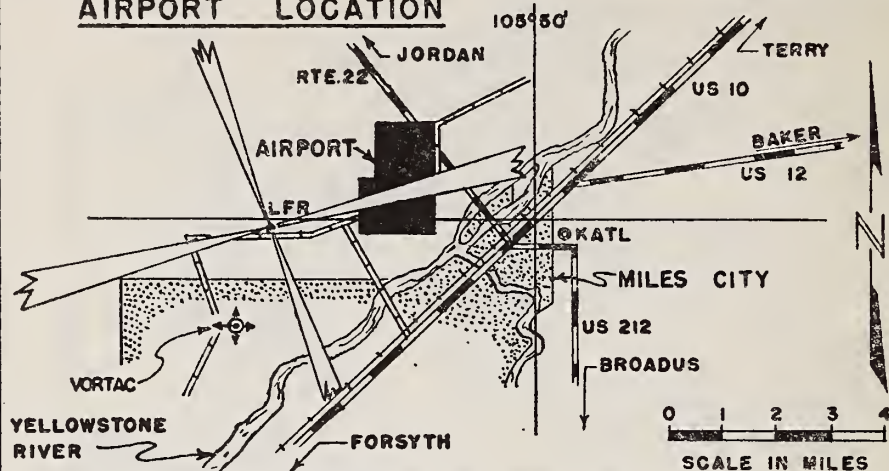 AIRPORT LOCATION
105°50'
JORDAN
TERRY
RTE.22
US 10
AIRPORT
BAKER
US 12
LFR
N
KATL
MILES CITY
US 212
VORTAC
BROADUS
YELLOWSTONE
RIVER
FORSYTH
0 1 2 3 4
SCALE IN MILES